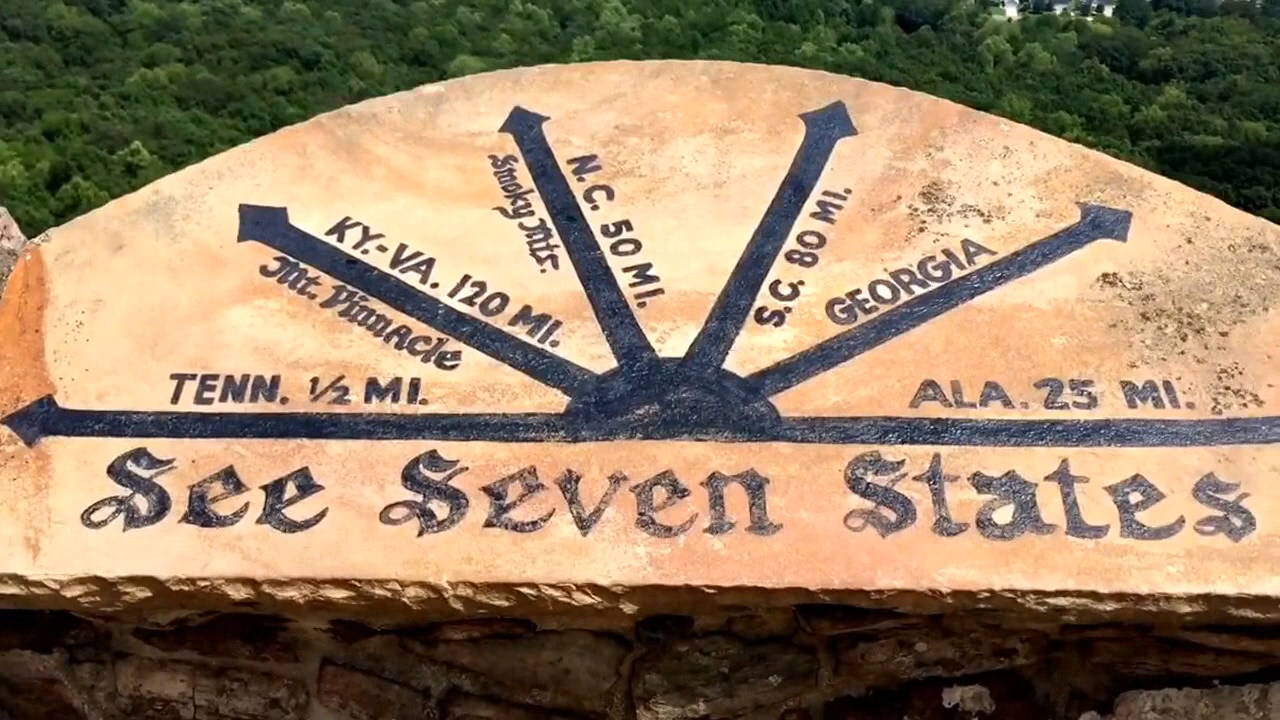 TENN. ½ MI.
KY.-VA. 120 MI.
Mt. Pinnacle
N.C. 50 MI.
Smoky Mts.
S.C. 80 MI.
GEORGIA
ALA. 25 MI.
See Seven States